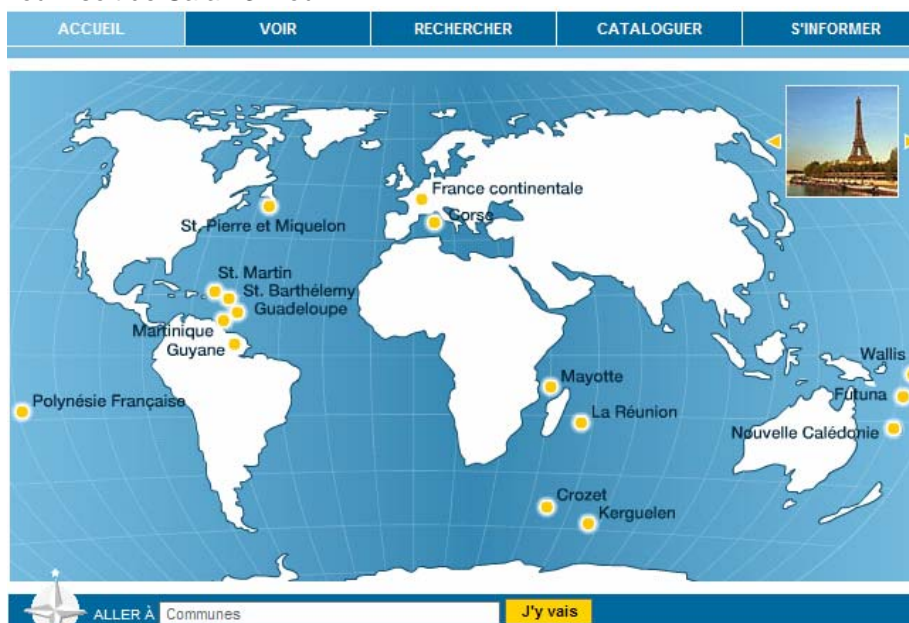 ACCUEIL VOIR RECHERCHER CATALOGUER S'INFORMER
France continentale
Corse
St. Pierre et Miquelon
St. Martin
St. Barthélemy
Guadeloupe
Martinique
Guyane
Wallis
Mayotte
Futuna
Polynésie Française
La Réunion
Nouvelle Calédonie
Crozet
Kerguelen
ALLER À Communes J'y vais